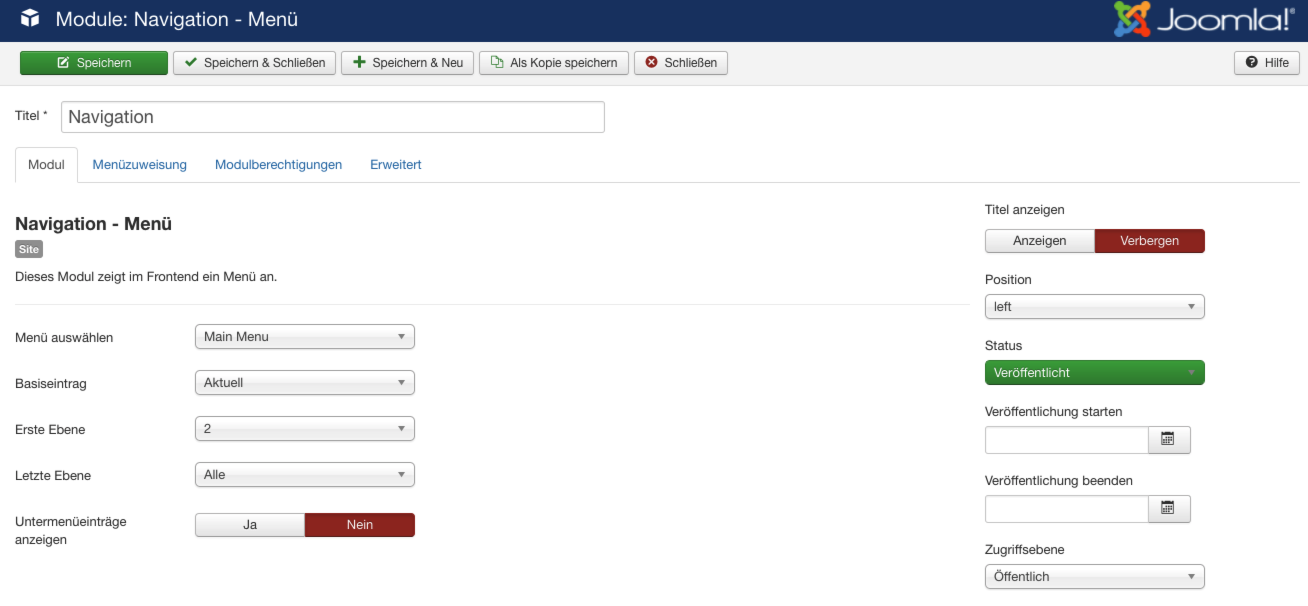 Module: Navigation - Menü
Joomla!®
Speichern
Speichern & Schließen
Speichern & Neu
Als Kopie speichern
Schließen
Hilfe
Titel *
Navigation
Modul
Menüzuweisung
Modulberechtigungen
Erweitert
Navigation - Menü
Site
Dieses Modul zeigt im Frontend ein Menü an.
Menü auswählen
Main Menu
Basiseintrag
Aktuell
Erste Ebene
2
Letzte Ebene
Alle
Untermenüeinträge
anzeigen
Ja
Nein
Titel anzeigen
Anzeigen
Verbergen
Position
left
Status
Veröffentlicht
Veröffentlichung starten
Veröffentlichung beenden
Zugriffsebene
Öffentlich